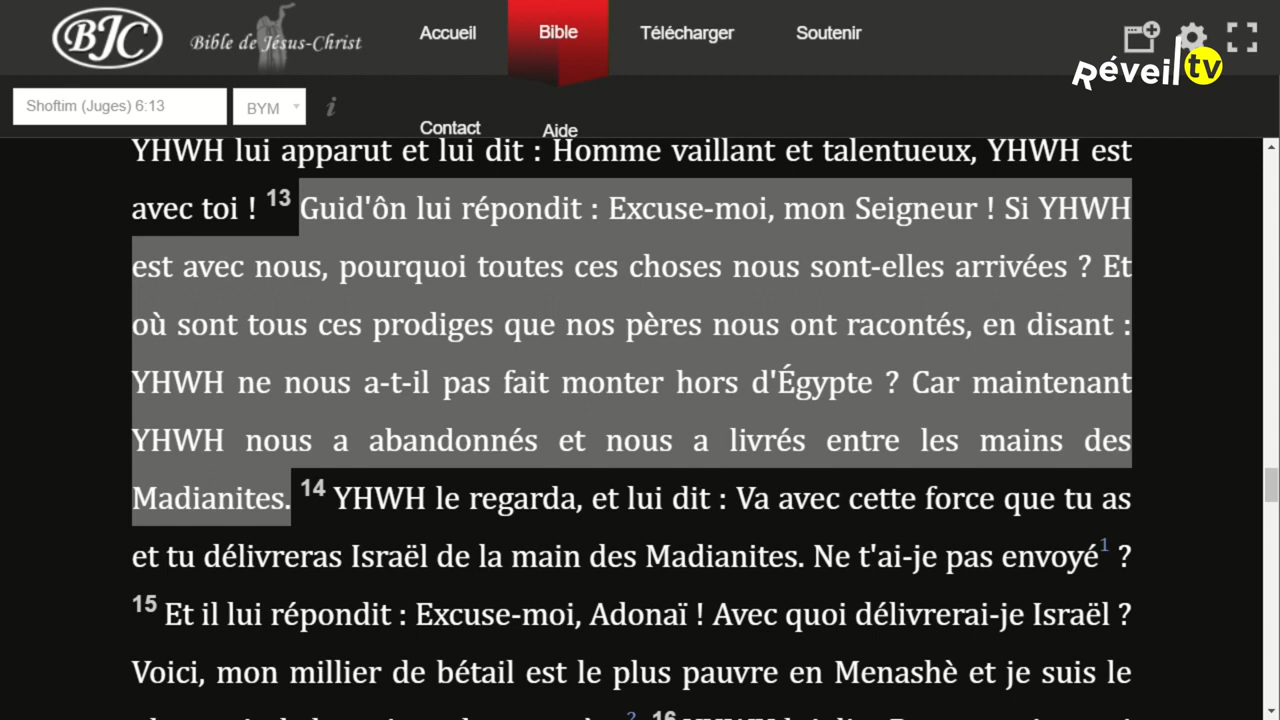 BJC
Bible de Jésus-Christ
Accueil
Bible
Télécharger
Soutenir
Réveil tv
Shoftim (Juges) 6:13
BYM
i
Contact
Aide
YHWH lui apparut et lui dit : Homme vaillant et talentueux, YHWH est
avec toi ! 13 Guid'ôn lui répondit : Excuse-moi, mon Seigneur ! Si YHWH
est avec nous, pourquoi toutes ces choses nous sont-elles arrivées ? Et
où sont tous ces prodiges que nos pères nous ont racontés, en disant :
YHWH ne nous a-t-il pas fait monter hors d'Égypte ? Car maintenant
YHWH nous a abandonnés et nous a livrés entre les mains des
Madianites. 14 YHWH le regarda, et lui dit : Va avec cette force que tu as
et tu délivreras Israël de la main des Madianites. Ne t'ai-je pas envoyé1 ?
15 Et il lui répondit : Excuse-moi, Adonaï ! Avec quoi délivrerai-je Israël ?
Voici, mon millier de bétail est le plus pauvre en Menashè et je suis le